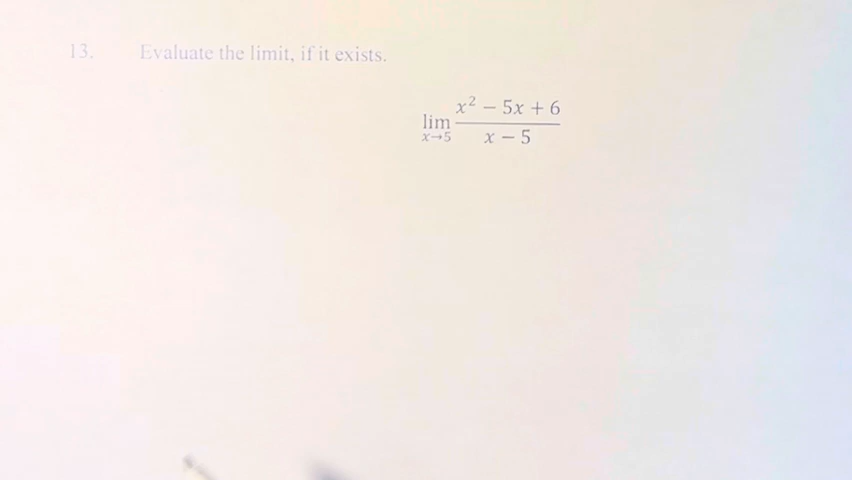 13. Evaluate the limit, if it exists.
lim x→5 x² − 5x + 6 / x − 5